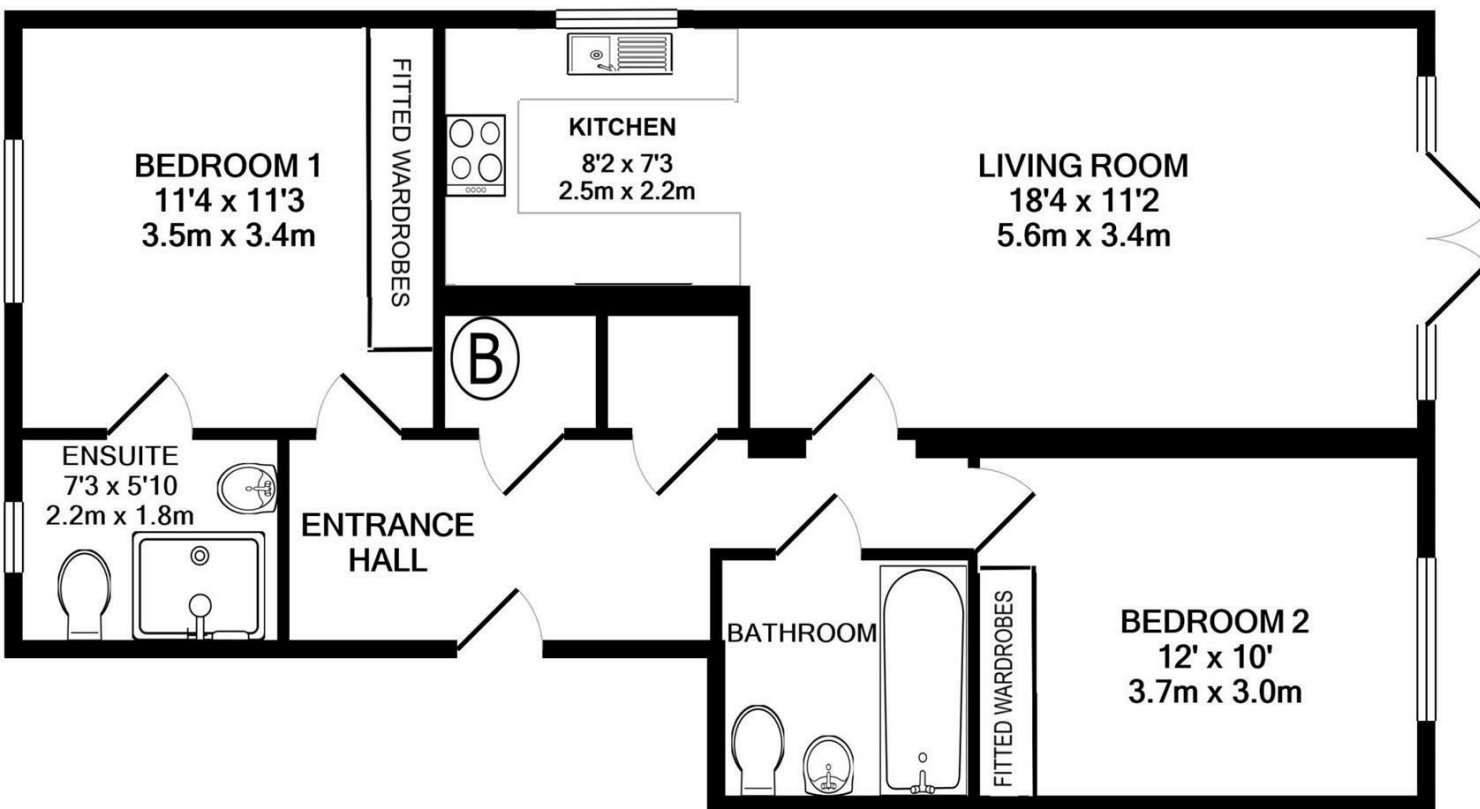 BEDROOM 1
11'4 x 11'3
3.5m x 3.4m
FITTED WARDROBES
KITCHEN
8'2 x 7'3
2.5m x 2.2m
LIVING ROOM
18'4 x 11'2
5.6m x 3.4m
B
ENSUITE
7'3 x 5'10
2.2m x 1.8m
ENTRANCE
HALL
BATHROOM
FITTED WARDROBES
BEDROOM 2
12' x 10'
3.7m x 3.0m